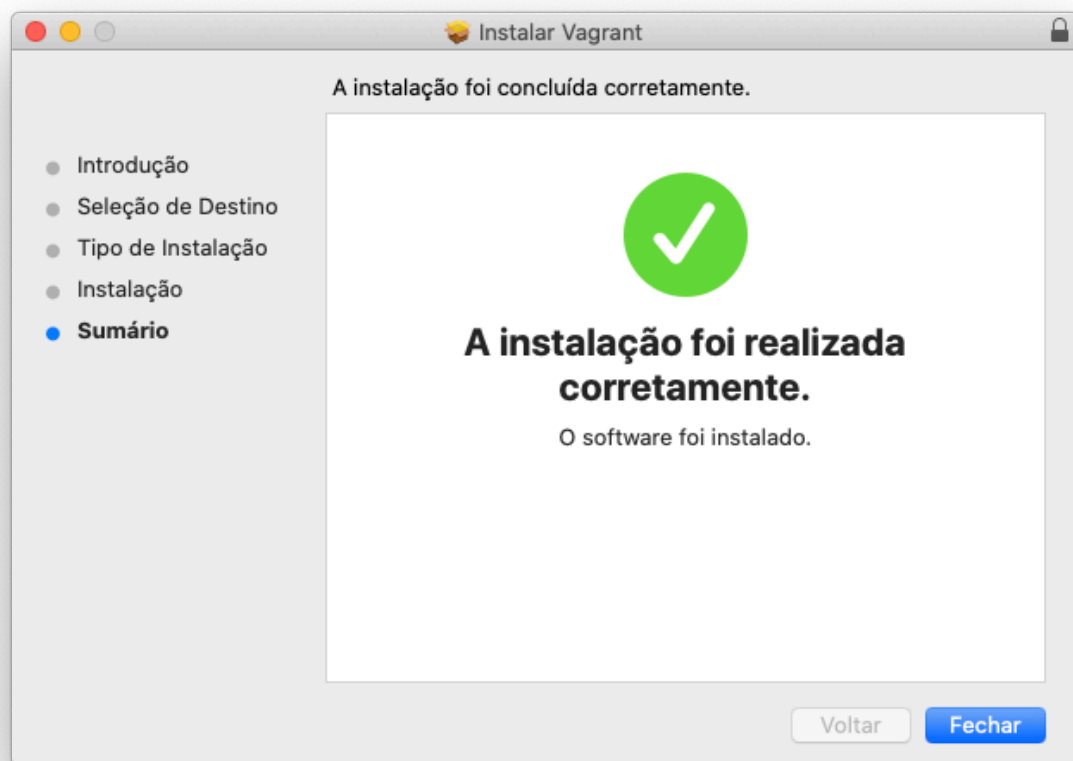 Instalar Vagrant
A instalação foi concluída corretamente.
Introdução
Seleção de Destino
Tipo de Instalação
Instalação
Sumário
A instalação foi realizada
corretamente.
O software foi instalado.
Voltar
Fechar